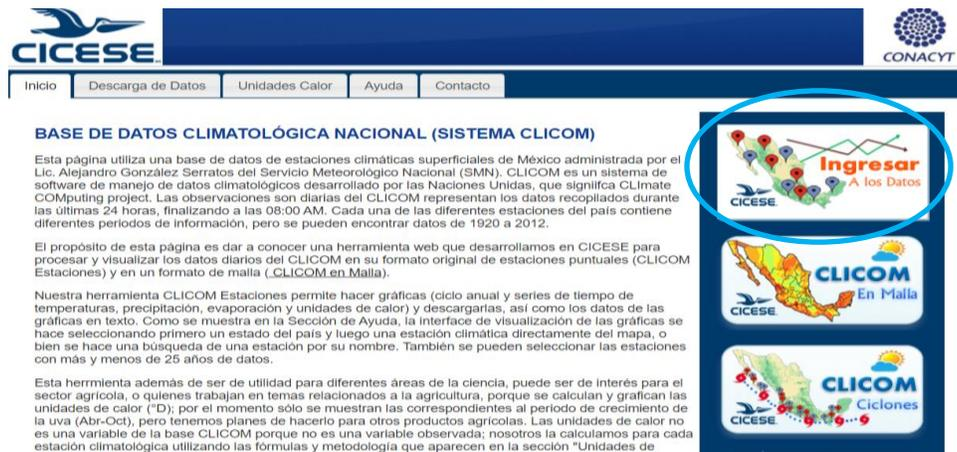 CICESE
CONACYT
Inicio
Descarga de Datos
Unidades Calor
Ayuda
Contacto
BASE DE DATOS CLIMATOLÓGICA NACIONAL (SISTEMA CLICOM)
Esta página utiliza una base de datos de estaciones climáticas superficiales de México administrada por el
Lic. Alejandro González Serratos del Servicio Meteorológico Nacional (SMN). CLICOM es un sistema de
software de manejo de datos climatológicos desarrollado por las Naciones Unidas, que signiifca CLImate
COMputing project. Las observaciones son diarias del CLICOM representan los datos recopilados durante
las últimas 24 horas, finalizando a las 08:00 AM. Cada una de las diferentes estaciones del país contiene
diferentes periodos de información, pero se pueden encontrar datos de 1920 a 2012.
El propósito de esta página es dar a conocer una herramienta web que desarrollamos en CICESE para
procesar y visualizar los datos diarios del CLICOM en su formato original de estaciones puntuales (CLICOM
Estaciones) y en un formato de malla ( CLICOM en Malla).
Nuestra herramienta CLICOM Estaciones permite hacer gráficas (ciclo anual y series de tiempo de
temperaturas, precipitación, evaporación y unidades de calor) y descargarlas, así como los datos de las
gráficas en texto. Como se muestra en la Sección de Ayuda, la interface de visualización de las gráficas se
hace seleccionando primero un estado del país y luego una estación climática directamente del mapa, o
bien se hace una búsqueda de una estación por su nombre. También se pueden seleccionar las estaciones
con más y menos de 25 años de datos.
Esta herrmienta además de ser de utilidad para diferentes áreas de la ciencia, puede ser de interés para el
sector agrícola, o quienes trabajan en temas relacionados a la agricultura, porque se calculan y grafican las
unidades de calor (°D); por el momento sólo se muestran las correspondientes al periodo de crecimiento de
la uva (Abr-Oct), pero tenemos planes de hacerlo para otros productos agrícolas. Las unidades de calor no
es una variable de la base CLICOM porque no es una variable observada; nosotros la calculamos para cada
estación climatológica utilizando las fórmulas y metodología que aparecen en la sección "Unidades de
Ingresar
A los Datos
CICESE
CLICOM
En Malla
CICESE
CLICOM
Ciclones
CICESE